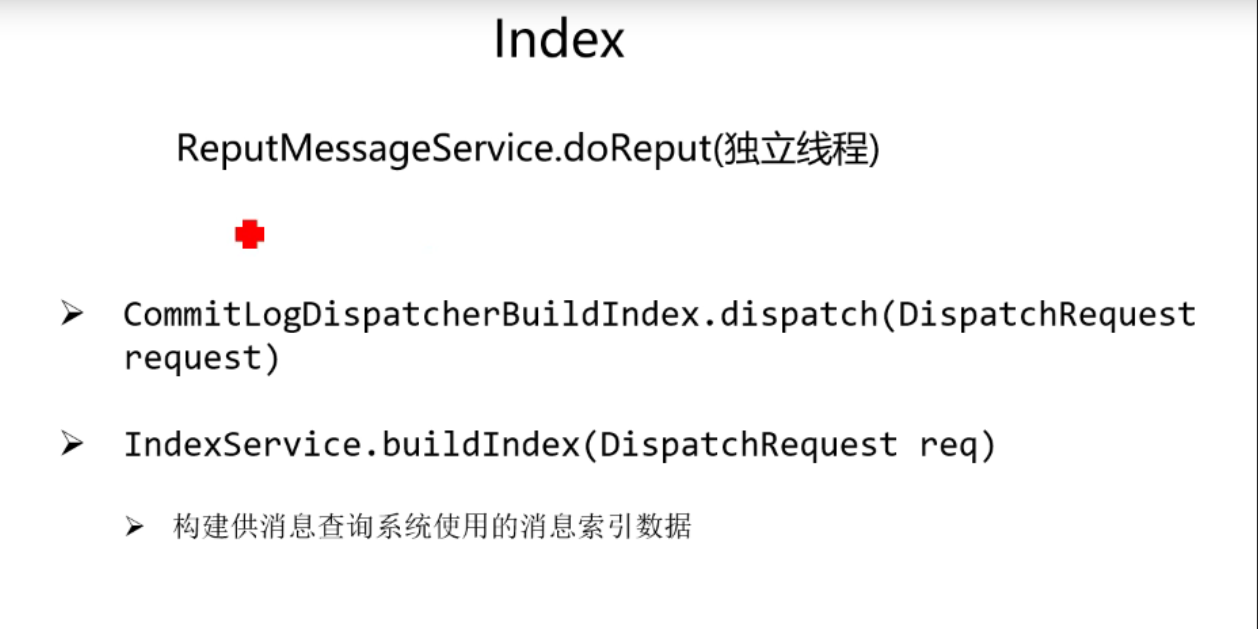 Index
ReputMessageService.doReput(独立线程)
CommitLogDispatcherBuildIndex.dispatch(DispatchRequest
request)
IndexService.buildIndex(DispatchRequest req)
构建供消息查询系统使用的消息索引数据